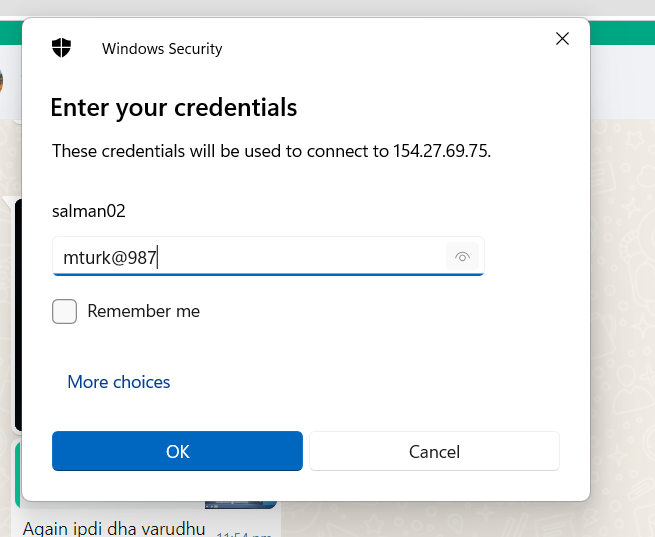 Windows Security
Enter your credentials
These credentials will be used to connect to 154.27.69.75.
salman02
mturk@987
Remember me
More choices
OK
Cancel
Again ipdi dha varudhu
11:54 pm